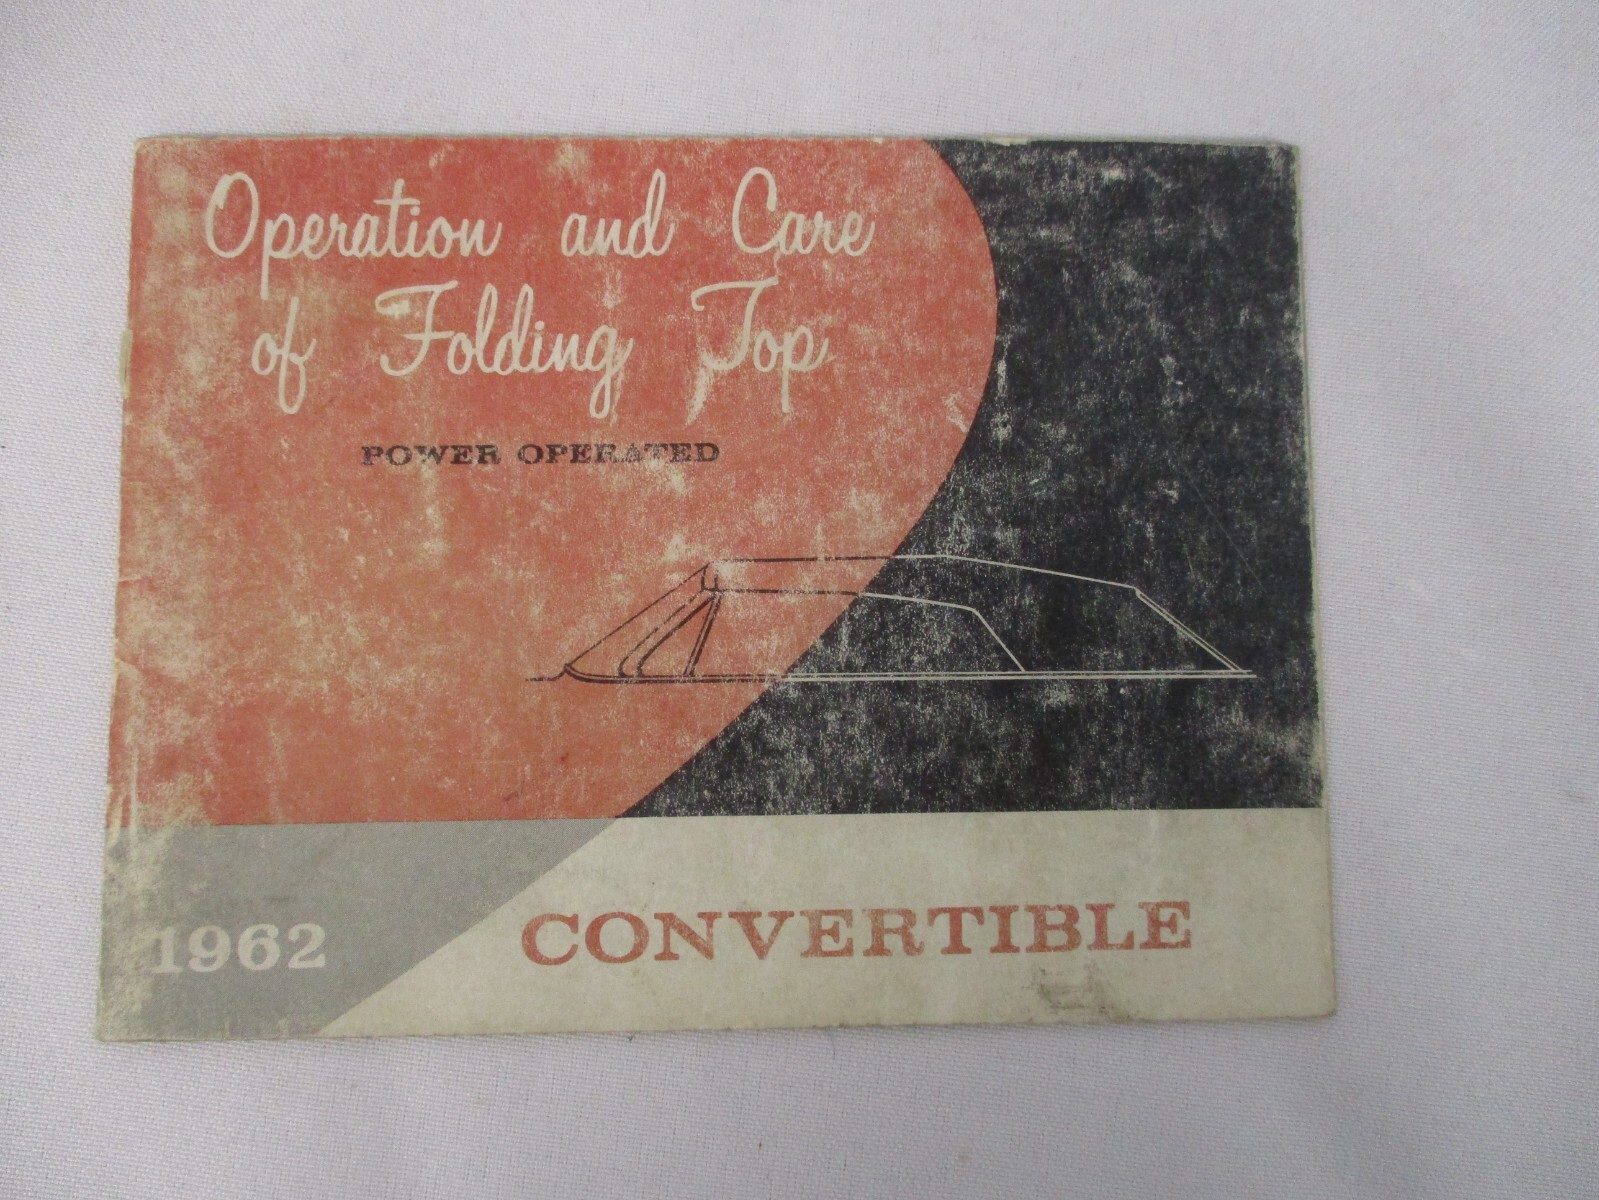 Operation and Care
of Folding Top
POWER OPERATED
1962
CONVERTIBLE